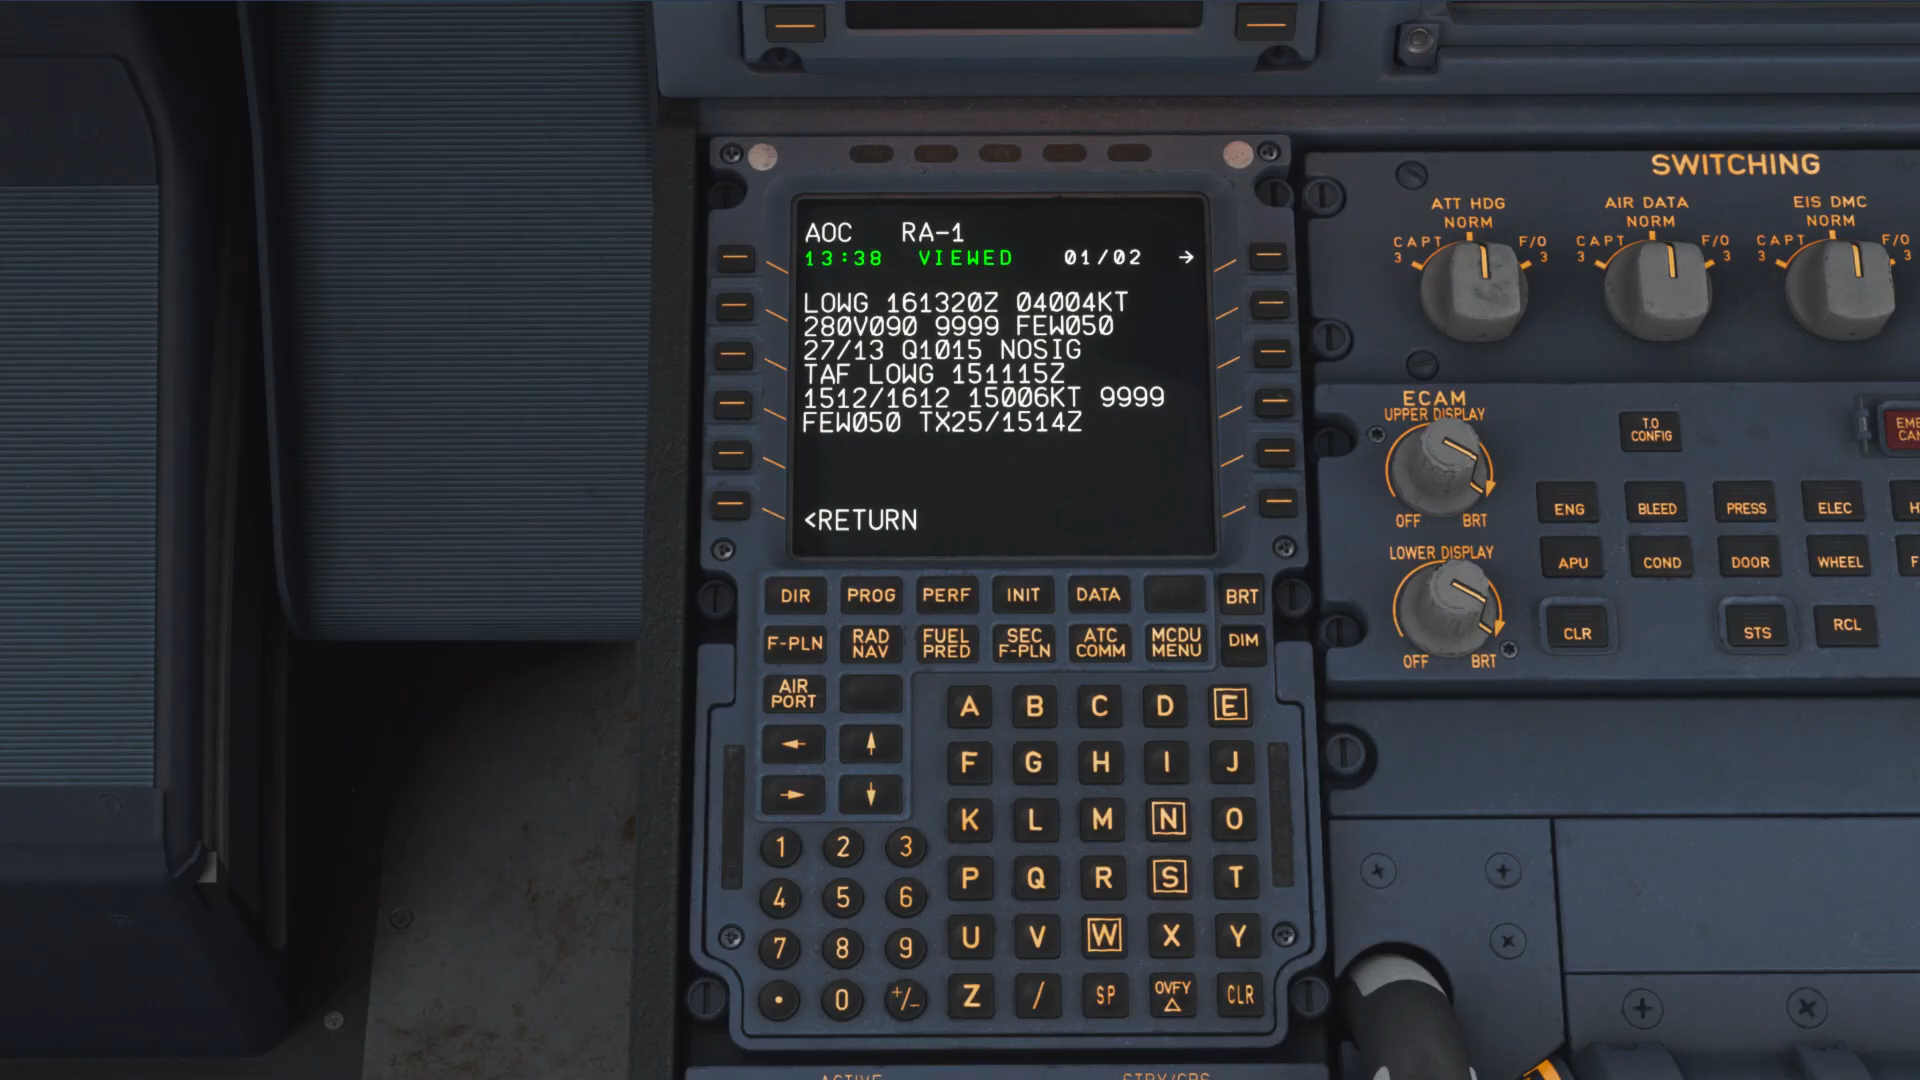 AOC RA-1
13:38 VIEWED 01/02 →
LOWG 161320Z 04004KT
280V090 9999 FEW050
27/13 Q1015 NOSIG
TAF LOWG 151115Z
1512/1612 15006KT 9999
FEW050 TX25/1514Z
<RETURN
DIR PROG PERF INIT DATA BRT
F-PLN RAD NAV FUEL PRED SEC F-PLN ATC COMM MCDU MENU DIM
AIR PORT
← ↑
→ ↓
A B C D E
F G H I J
K L M N O
P Q R S T
U V W X Y
Z / SP OVFY △ CLR
1 2 3
4 5 6
7 8 9
. 0 +/-
SWITCHING
ATT HDG AIR DATA EIS DMC
NORM NORM NORM
CAPT F/O CAPT F/O CAPT F/O
3 3 3 3 3 3
ECAM
UPPER DISPLAY
OFF BRT
LOWER DISPLAY
OFF BRT
T.O CONFIG
ENG BLEED PRESS ELEC
APU COND DOOR WHEEL
CLR STS RCL